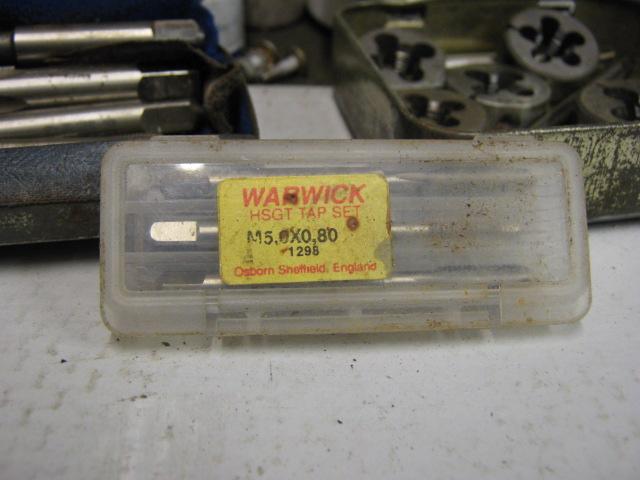 WARWICK
HSGT TAP SET
M5.0X0.80
1298
Osborn Sheffield, England